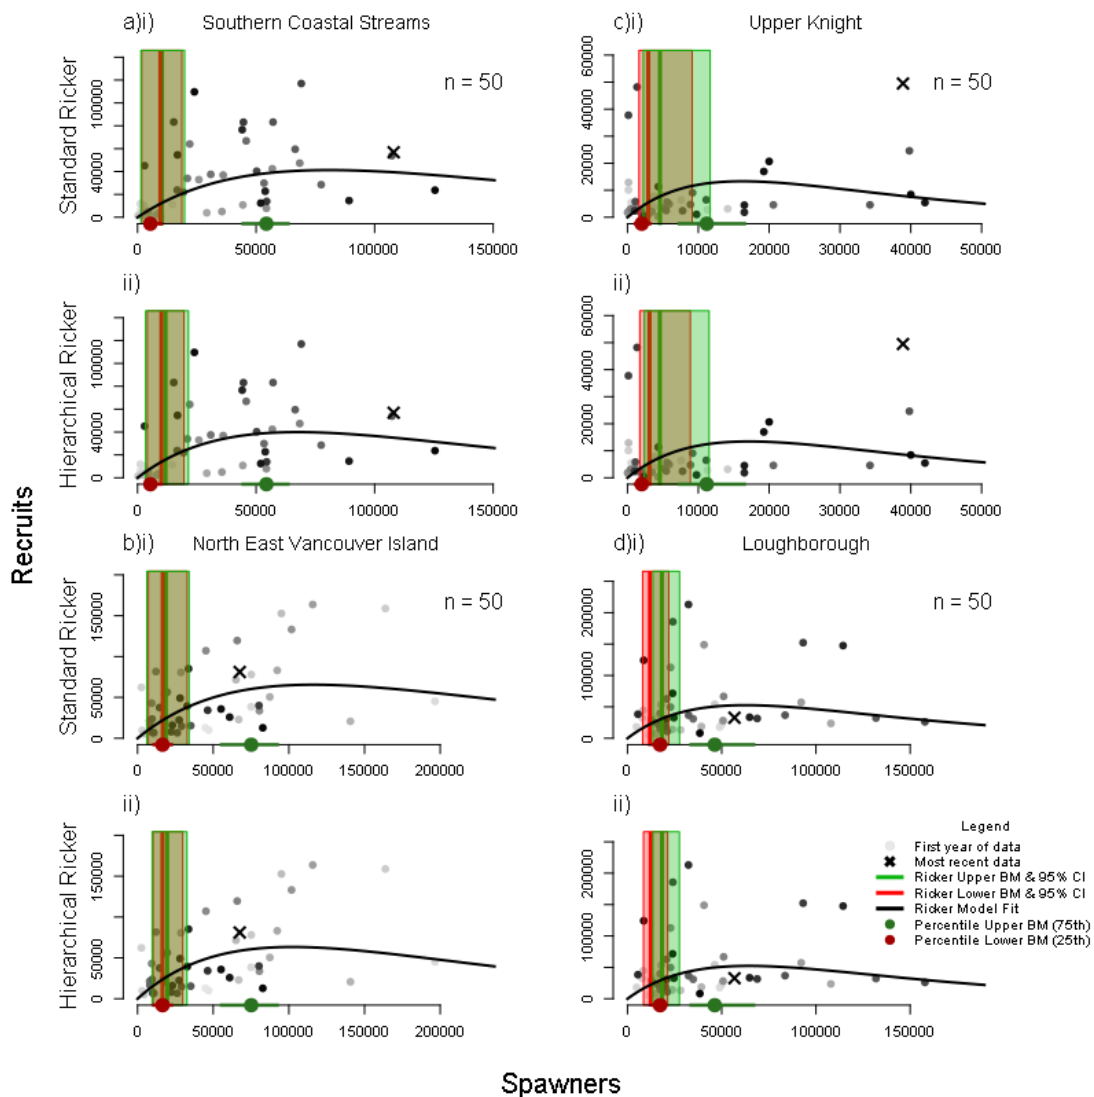 a)i) Southern Coastal Streams
n = 50
Standard Ricker
0 40000 100000
0 50000 100000 150000
ii)
Hierarchical Ricker
0 40000 100000
0 50000 100000 150000
b)i) North East Vancouver Island
n = 50
Standard Ricker
0 50000 150000
0 50000 100000 150000 200000
ii)
Hierarchical Ricker
0 50000 150000
0 50000 100000 150000 200000
c)i) Upper Knight
n = 50
0 20000 40000 60000
0 10000 20000 30000 40000 50000
ii)
0 20000 40000 60000
0 10000 20000 30000 40000 50000
d)i) Loughborough
n = 50
0 50000 100000 200000
0 50000 100000 150000
ii)
0 50000 100000 200000
0 50000 100000 150000
Legend
First year of data
Most recent data
Ricker Upper BM & 95% CI
Ricker Lower BM & 95% CI
Ricker Model Fit
Percentile Upper BM (75th)
Percentile Lower BM (25th)
Recruits
Spawners